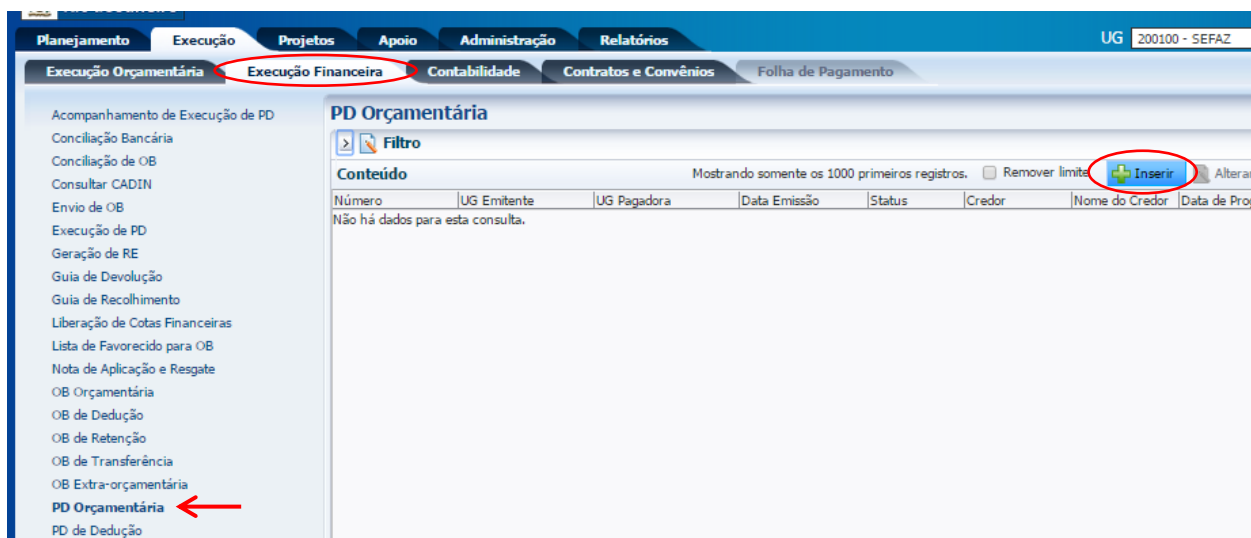 Planejamento Execução Projetos Apoio Administração Relatórios UG 200100 - SEFAZ
Execução Orçamentária Execução Financeira Contabilidade Contratos e Convênios Folha de Pagamento
Acompanhamento de Execução de PD
Conciliação Bancária
Conciliação de OB
Consultar CADIN
Envio de OB
Execução de PD
Geração de RE
Guia de Devolução
Guia de Recolhimento
Liberação de Cotas Financeiras
Lista de Favorecido para OB
Nota de Aplicação e Resgate
OB Orçamentária
OB de Dedução
OB de Retenção
OB de Transferência
OB Extra-orçamentária
PD Orçamentária
PD de Dedução
PD Orçamentária
Filtro
Conteúdo Mostrando somente os 1000 primeiros registros. Remover limite Inserir Alterar
Número UG Emitente UG Pagadora Data Emissão Status Credor Nome do Credor Data de Prog
Não há dados para esta consulta.